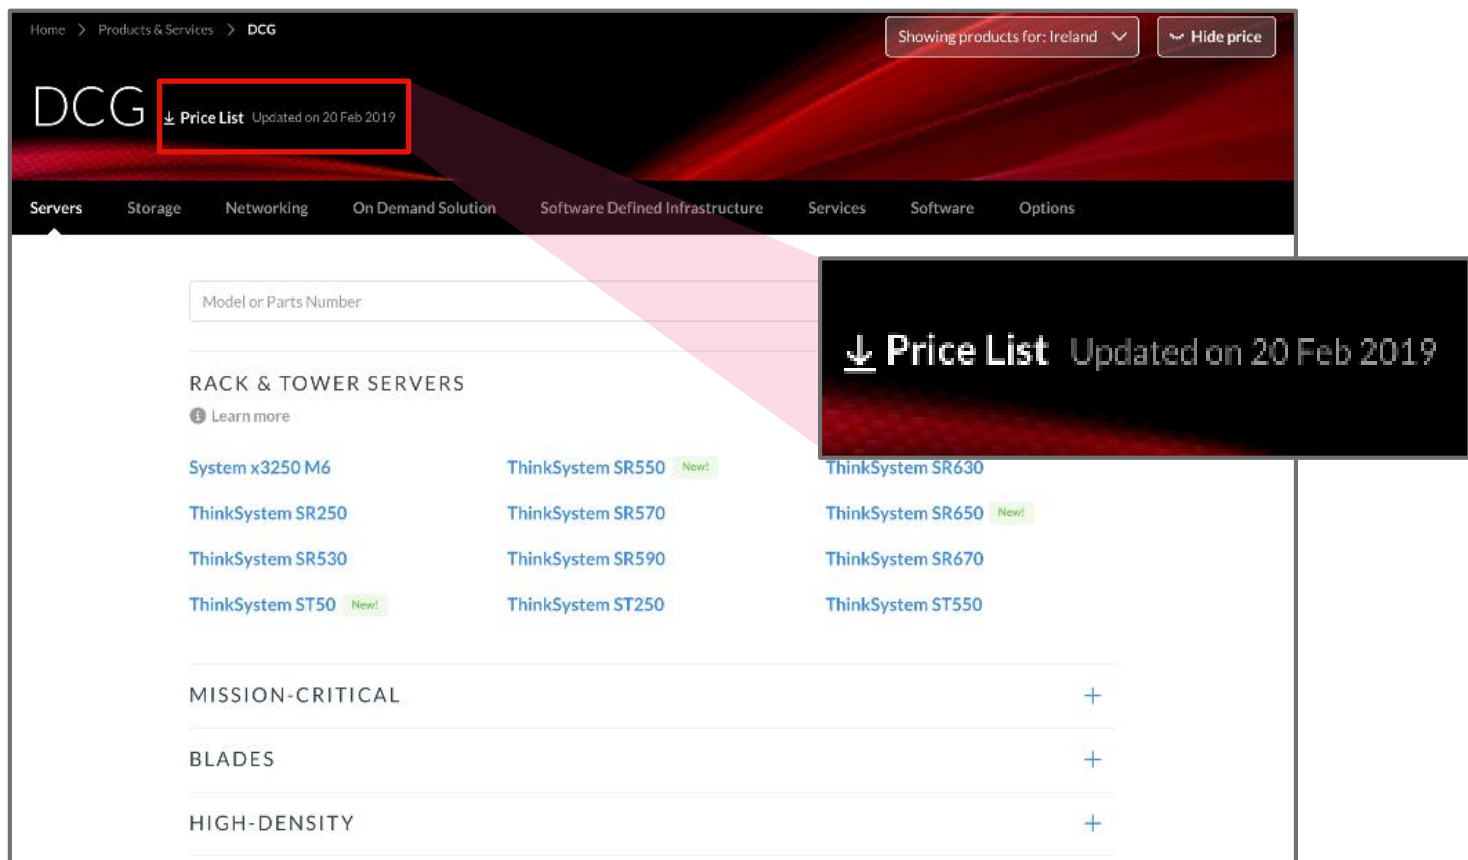 Home > Products & Services > DCG
Showing products for: Ireland
Hide price
DCG
Price List Updated on 20 Feb 2019
Servers Storage Networking On Demand Solution Software Defined Infrastructure Services Software Options
Model or Parts Number
Price List Updated on 20 Feb 2019
RACK & TOWER SERVERS
Learn more
System x3250 M6 ThinkSystem SR550 New! ThinkSystem SR630
ThinkSystem SR250 ThinkSystem SR570 ThinkSystem SR650 New!
ThinkSystem SR530 ThinkSystem SR590 ThinkSystem SR670
ThinkSystem ST50 New! ThinkSystem ST250 ThinkSystem ST550
MISSION-CRITICAL +
BLADES +
HIGH-DENSITY +